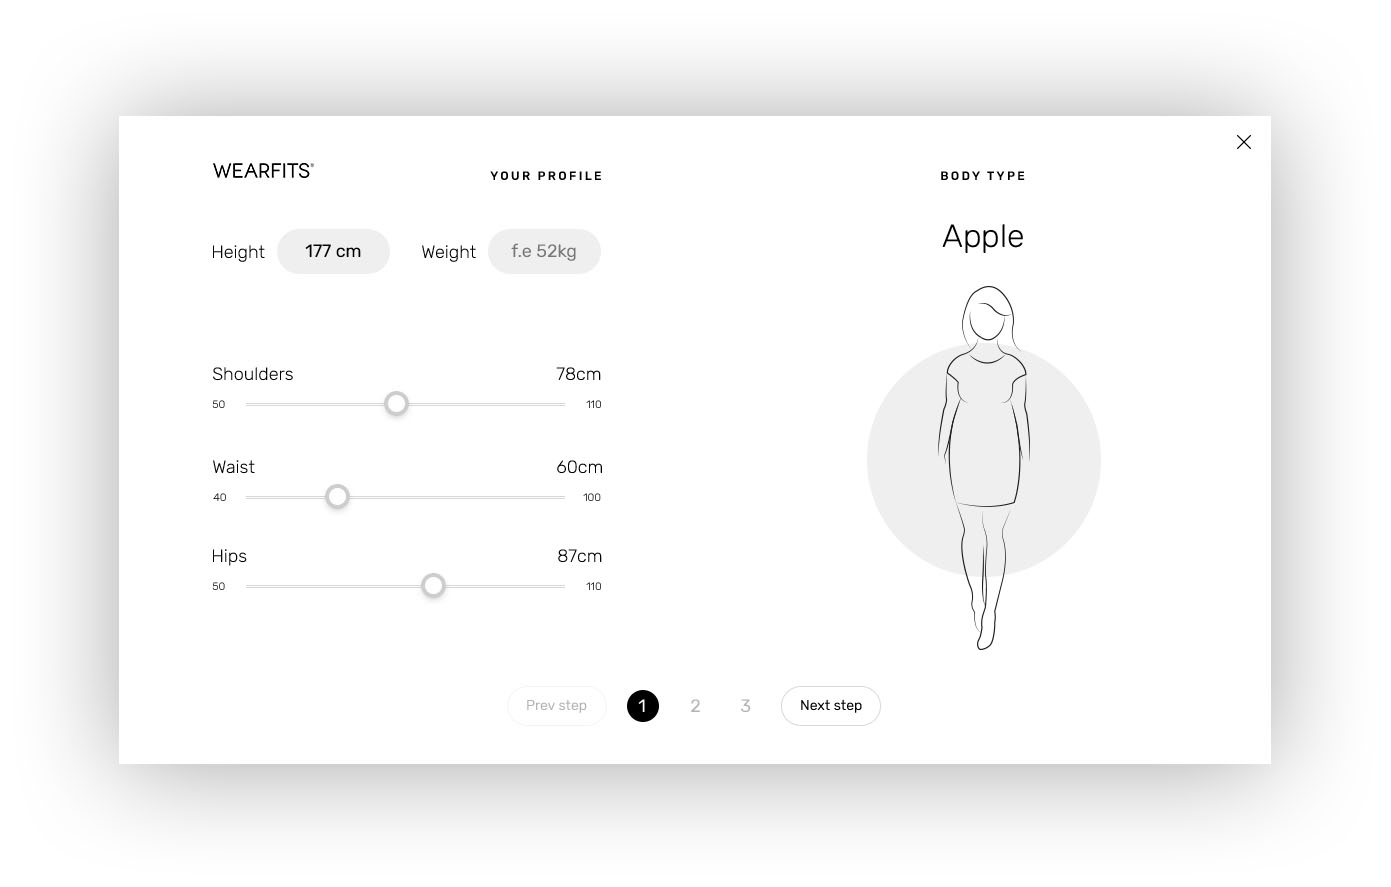 WEARFITS®
YOUR PROFILE
Height 177 cm Weight f.e 52kg
Shoulders 78cm
50 110
Waist 60cm
40 100
Hips 87cm
50 110
BODY TYPE
Apple
Prev step 1 2 3 Next step